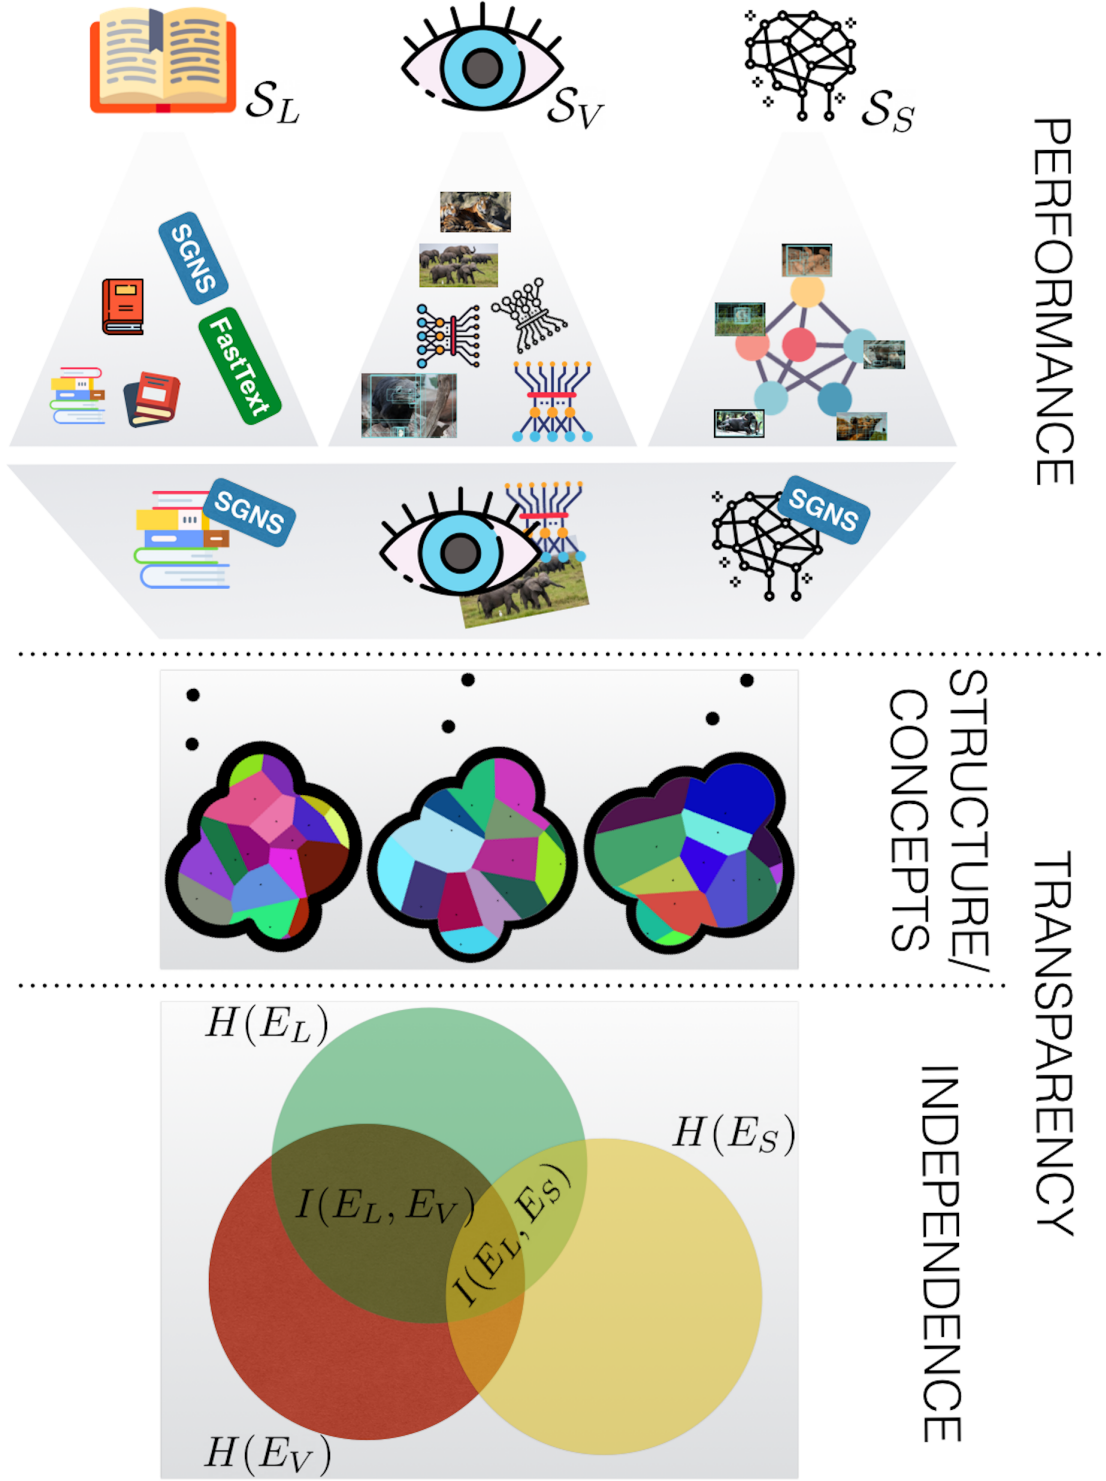 𝒮_L
𝒮_V
𝒮_S
PERFORMANCE
SGNS
FastText
SGNS
SGNS
STRUCTURE/
CONCEPTS
TRANSPARENCY
H(E_L)
H(E_S)
I(E_L, E_V)
I(E_L, E_S)
H(E_V)
INDEPENDENCE